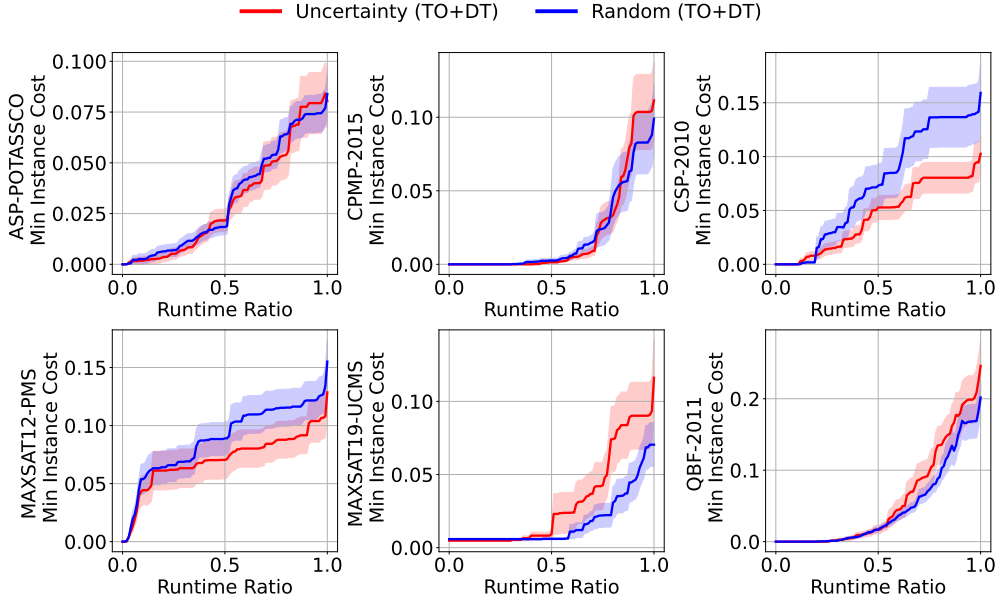 Uncertainty (TO+DT) Random (TO+DT)
ASP-POTASSCO
Min Instance Cost
0.100
0.075
0.050
0.025
0.000
0.0 0.5 1.0
Runtime Ratio
CPMP-2015
Min Instance Cost
0.10
0.05
0.00
0.0 0.5 1.0
Runtime Ratio
CSP-2010
Min Instance Cost
0.15
0.10
0.05
0.00
0.0 0.5 1.0
Runtime Ratio
MAXSAT12-PMS
Min Instance Cost
0.15
0.10
0.05
0.00
0.0 0.5 1.0
Runtime Ratio
MAXSAT19-UCMS
Min Instance Cost
0.10
0.05
0.00
0.0 0.5 1.0
Runtime Ratio
QBF-2011
Min Instance Cost
0.2
0.1
0.0
0.0 0.5 1.0
Runtime Ratio